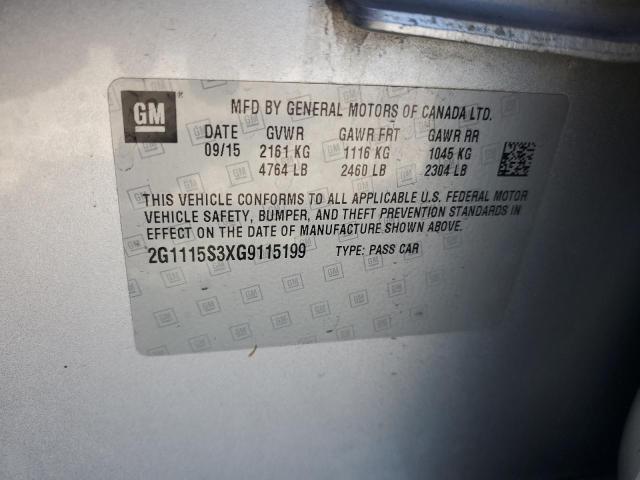 GM
MFD BY GENERAL MOTORS OF CANADA LTD.
DATE GVWR GAWR FRT GAWR RR
09/15 2161 KG 1116 KG 1045 KG
4764 LB 2460 LB 2304 LB
THIS VEHICLE CONFORMS TO ALL APPLICABLE U.S. FEDERAL MOTOR
VEHICLE SAFETY, BUMPER, AND THEFT PREVENTION STANDARDS IN
EFFECT ON THE DATE OF MANUFACTURE SHOWN ABOVE.
2G1115S3XG9115199 TYPE: PASS CAR